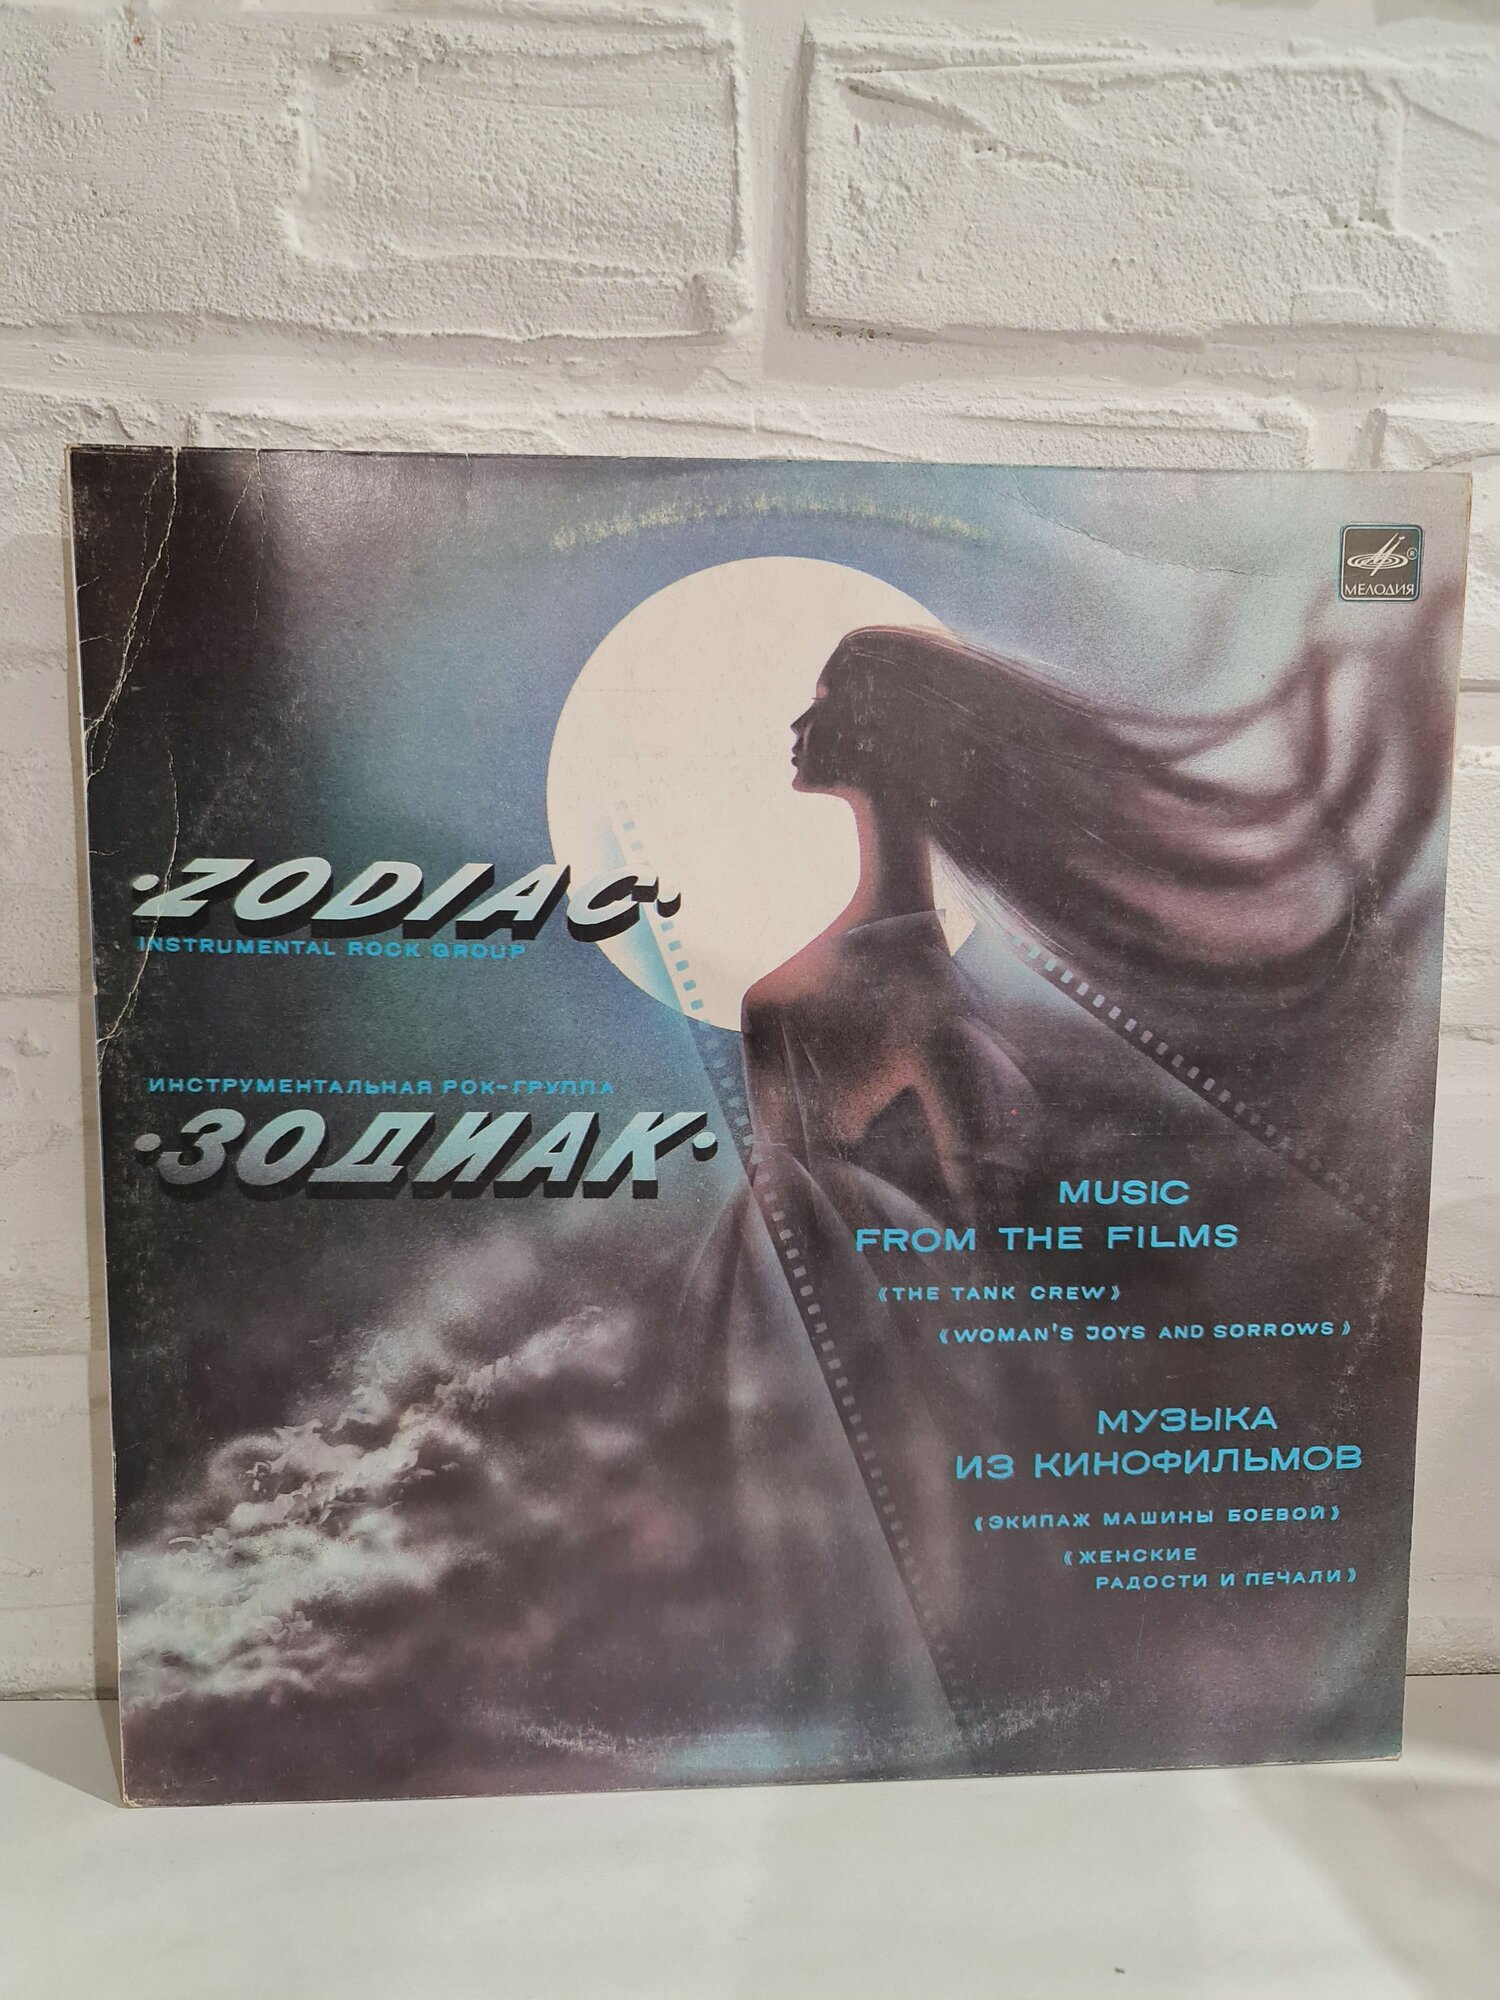 ® 
МЕЛОДИЯ
·ZODIAC·
INSTRUMENTAL ROCK GROUP
ИНСТРУМЕНТАЛЬНАЯ РОК-ГРУППА
·ЗОДИАК·
MUSIC
FROM THE FILMS
《THE TANK CREW》
《WOMAN'S JOYS AND SORROWS》
МУЗЫКА
ИЗ КИНОФИЛЬМОВ
《ЭКИПАЖ МАШИНЫ БОЕВОЙ》
《ЖЕНСКИЕ
РАДОСТИ И ПЕЧАЛИ》